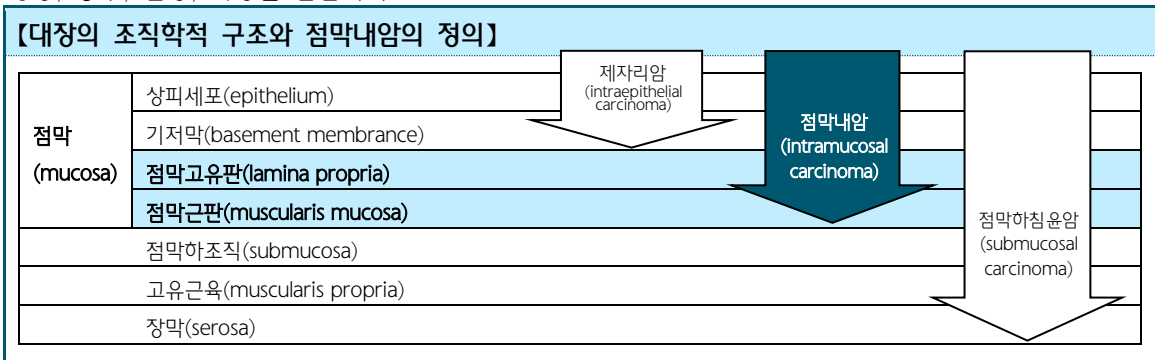 【대장의 조직학적 구조와 점막내암의 정의】
제자리암
(intraepithelial
carcinoma)
점막내암
(intramucosal
carcinoma)
점막하침윤암
(submucosal
carcinoma)
점막
(mucosa)
상피세포(epithelium)
기저막(basement membrance)
점막고유판(lamina propria)
점막근판(muscularis mucosa)
점막하조직(submucosa)
고유근육(muscularis propria)
장막(serosa)